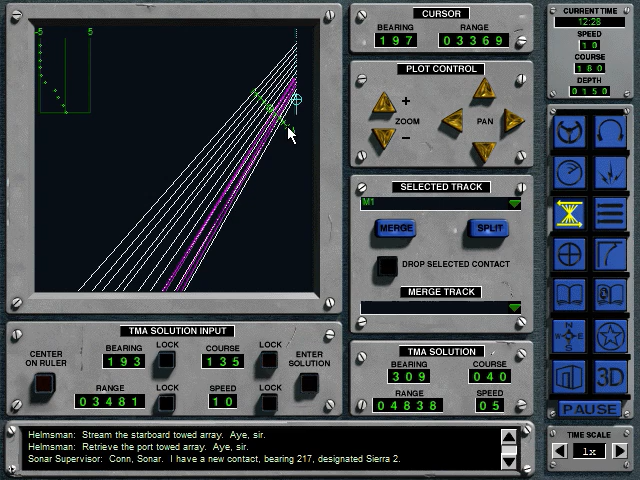 -5 5
CURSOR
BEARING RANGE
197 03369
PLOT CONTROL
+
ZOOM PAN
−
SELECTED TRACK
M1
MERGE SPLIT
DROP SELECTED CONTACT
MERGE TRACK
CURRENT TIME
12:28
SPEED
10
COURSE
180
DEPTH
0150
N
W E
S
3D
PAUSE
TIME SCALE
1x
TMA SOLUTION INPUT
CENTER ON RULER
BEARING LOCK COURSE LOCK
193 135
ENTER SOLUTION
RANGE LOCK SPEED LOCK
03481 10
TMA SOLUTION
BEARING COURSE
309 040
RANGE SPEED
04838 05
Helmsman: Stream the starboard towed array. Aye, sir.
Helmsman: Retrieve the port towed array. Aye, sir.
Sonar Supervisor: Conn, Sonar. I have a new contact, bearing 217, designated Sierra 2.